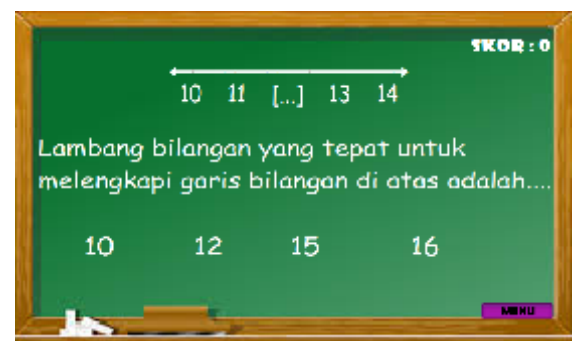 SKOR : 0
10 11 [...] 13 14
Lambang bilangan yang tepat untuk
melengkapi garis bilangan di atas adalah....
10 12 15 16
MENU